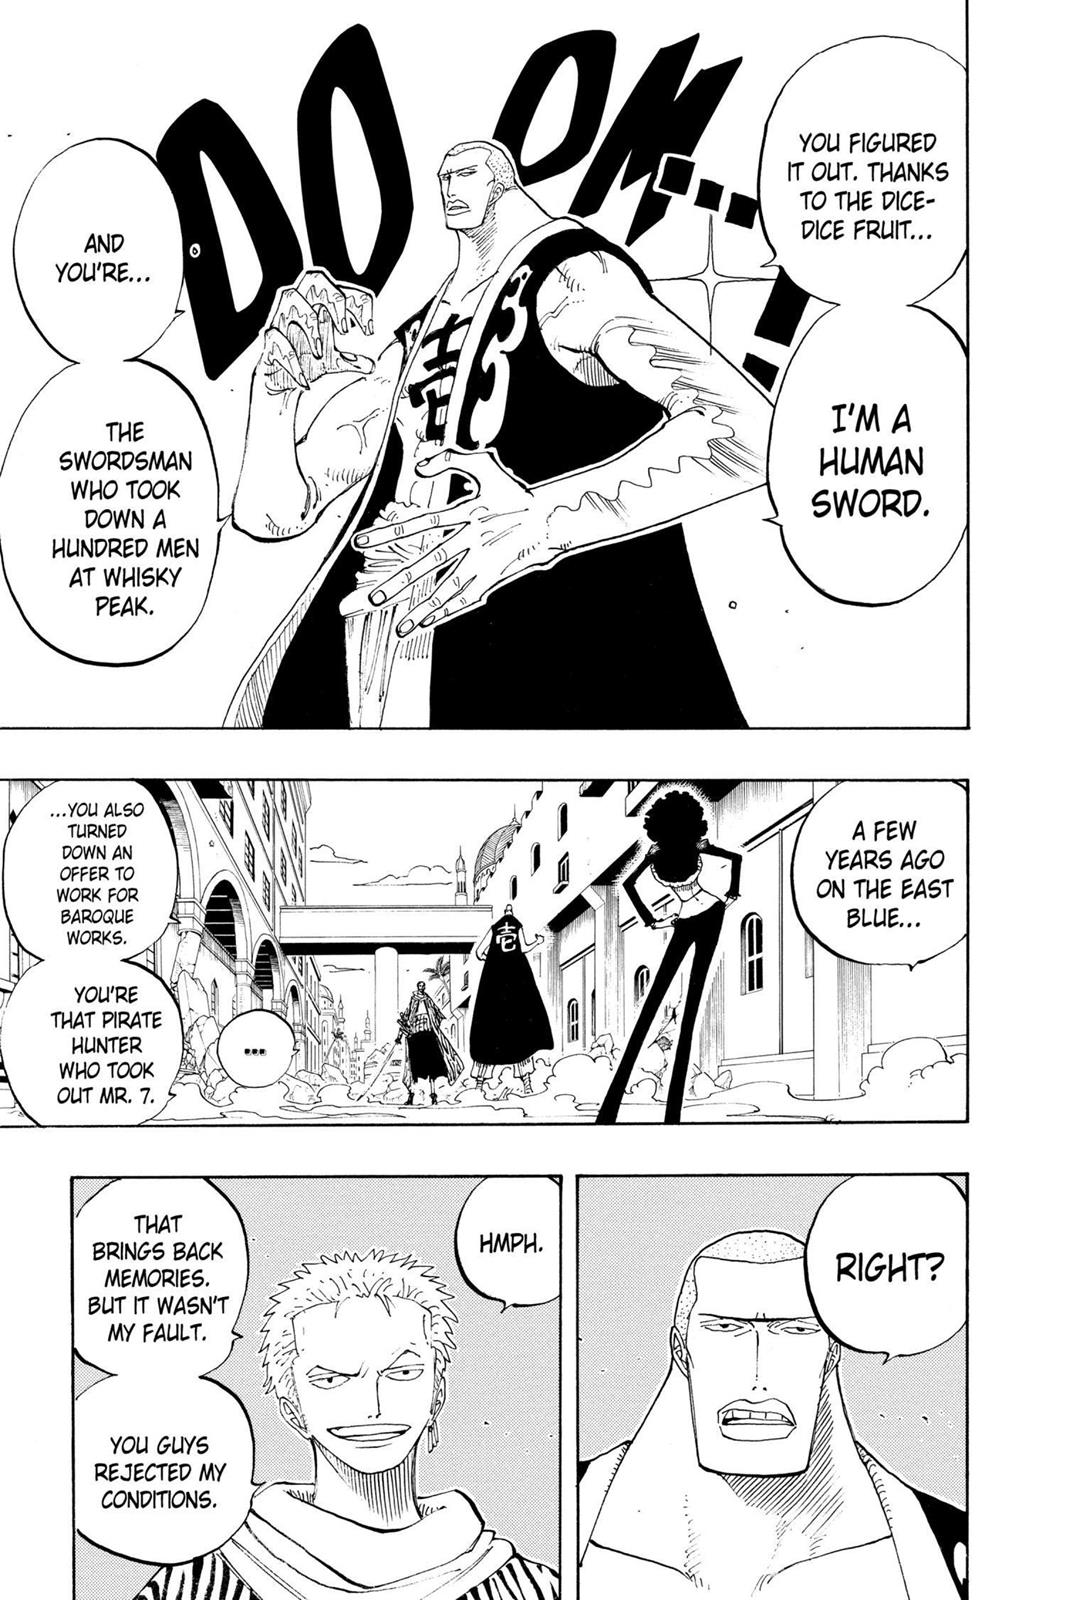 YOU FIGURED
IT OUT. THANKS
TO THE DICE-
DICE FRUIT...
I'M A
HUMAN
SWORD.
DOOM...!!
壱
AND
YOU'RE...
THE
SWORDSMAN
WHO TOOK
DOWN A
HUNDRED MEN
AT WHISKY
PEAK.
A FEW
YEARS AGO
ON THE EAST
BLUE...
壱
...YOU ALSO
TURNED
DOWN AN
OFFER TO
WORK FOR
BAROQUE
WORKS.
YOU'RE
THAT PIRATE
HUNTER
WHO TOOK
OUT MR. 7.
...
RIGHT?
HMPH.
THAT
BRINGS BACK
MEMORIES.
BUT IT WASN'T
MY FAULT.
YOU GUYS
REJECTED MY
CONDITIONS.